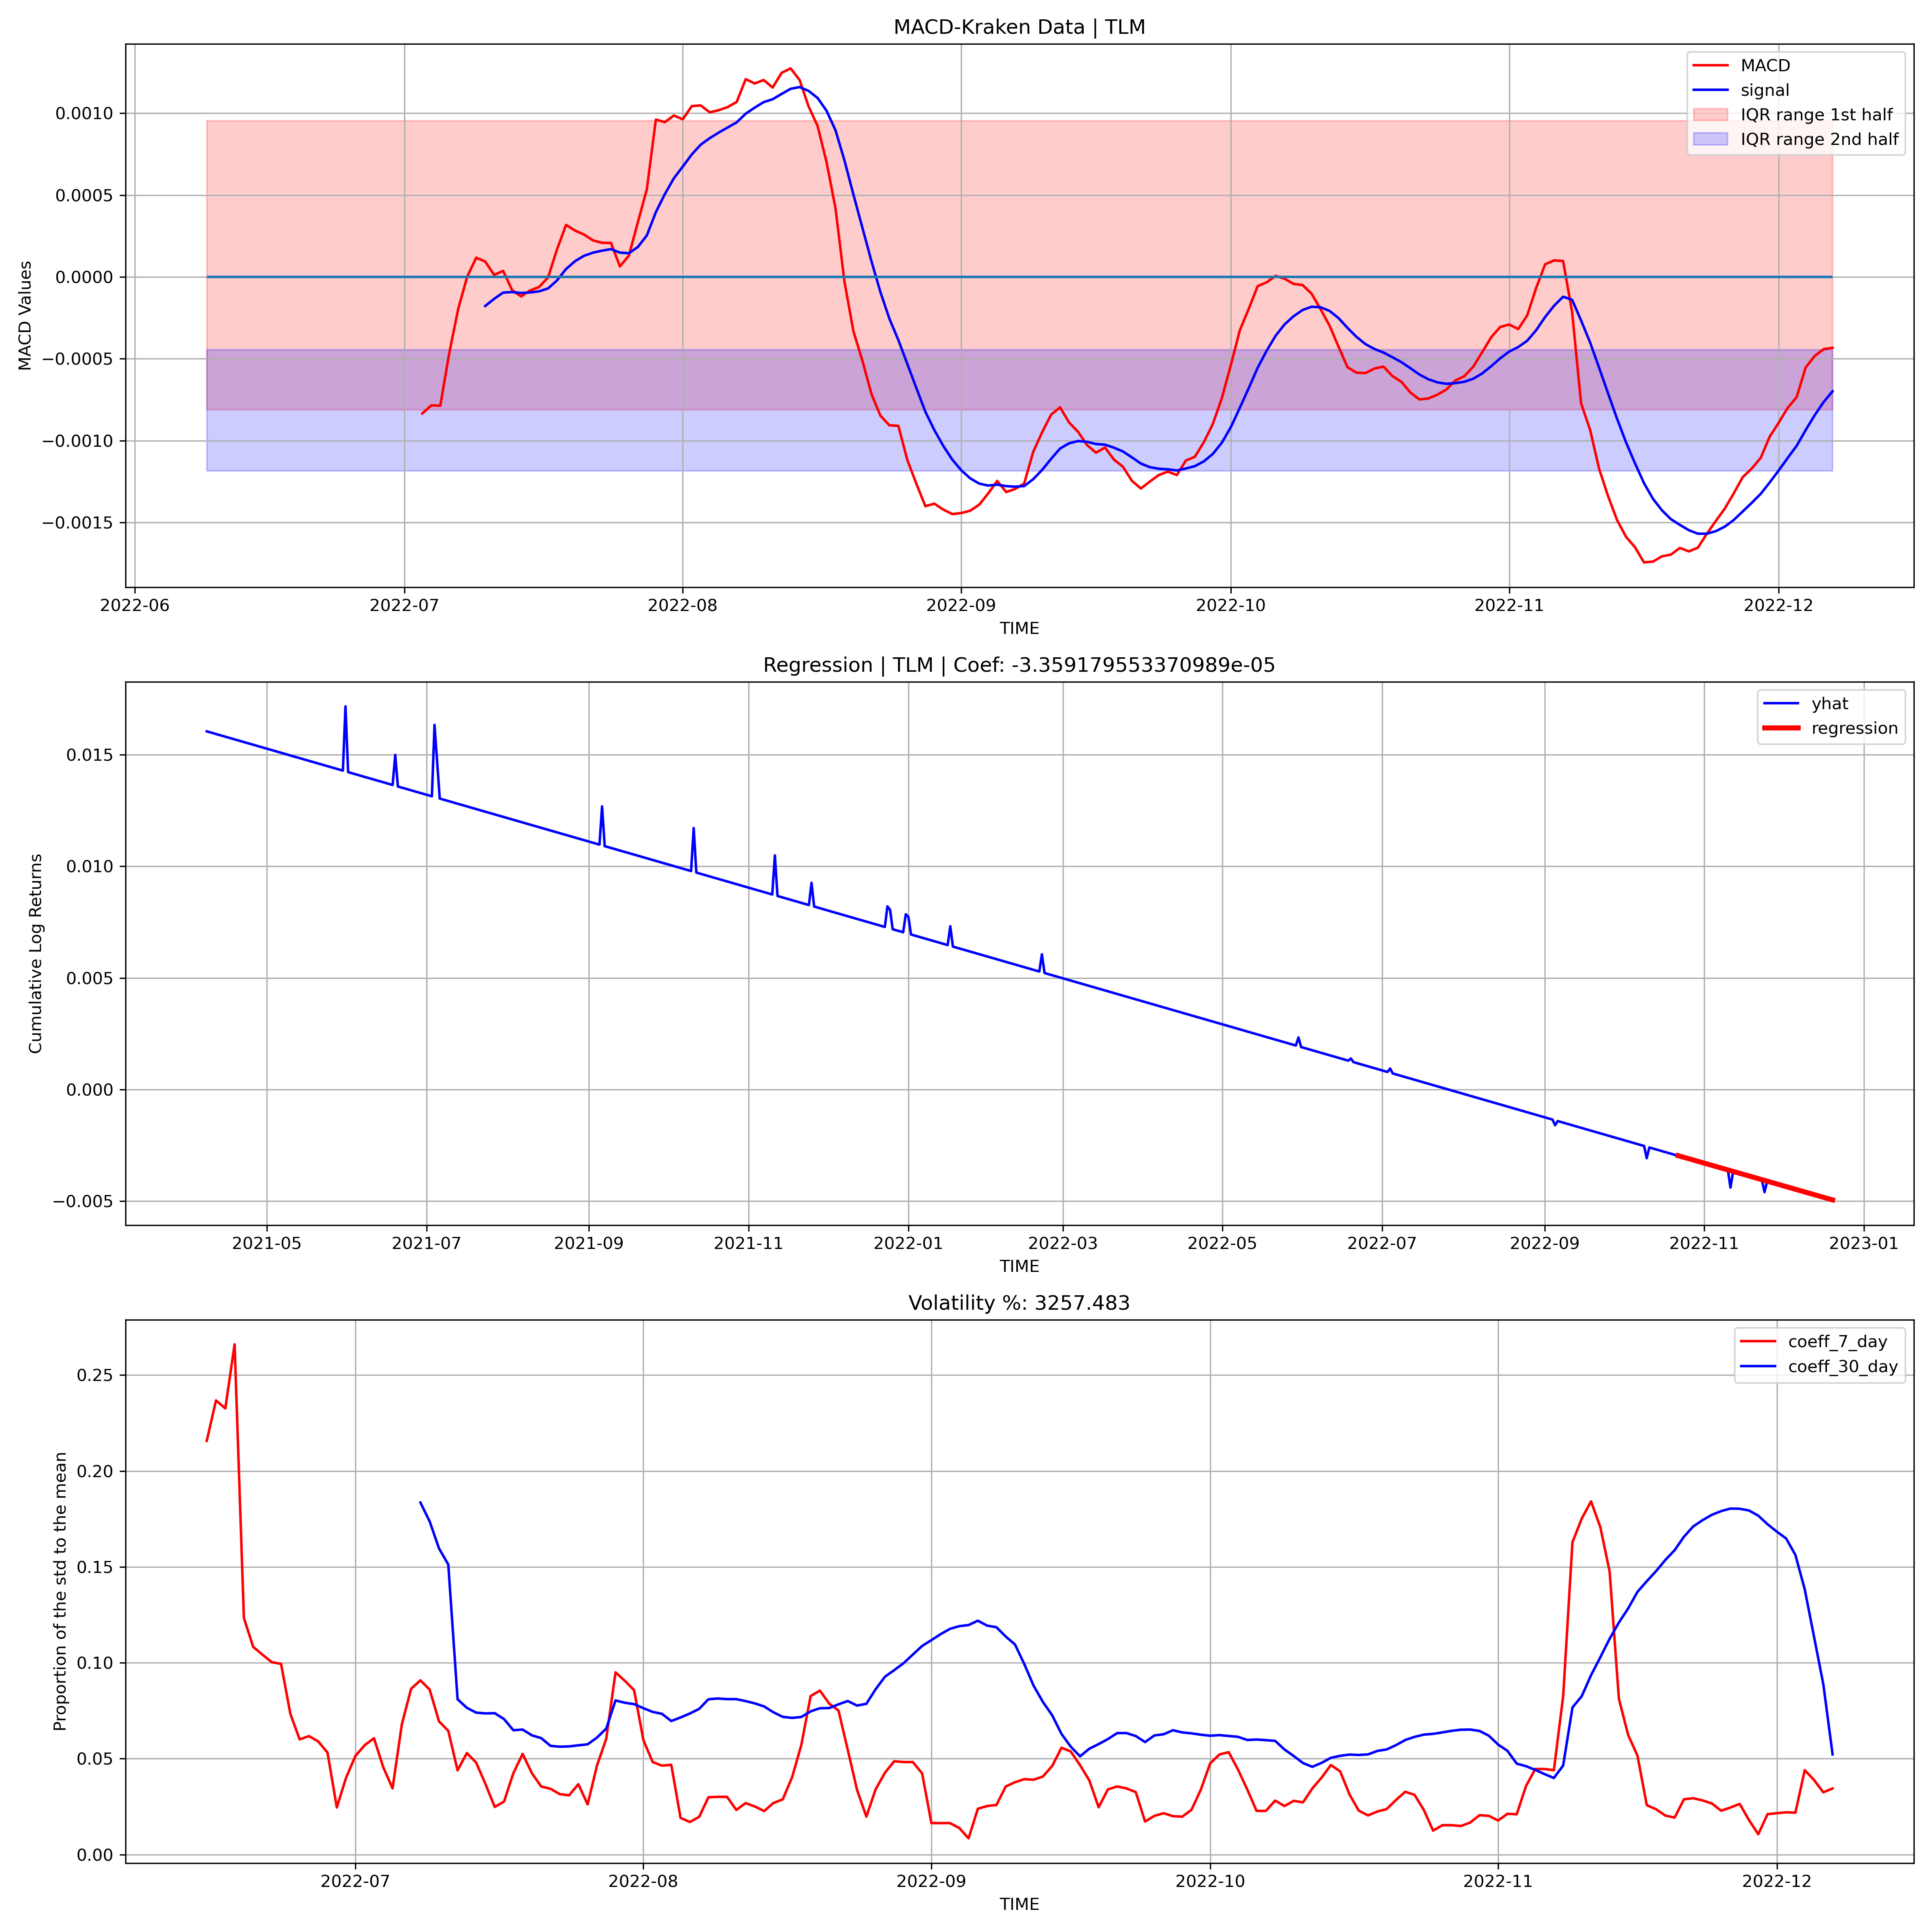 MACD-Kraken Data | TLM
MACD
signal
IQR range 1st half
IQR range 2nd half
MACD Values
0.0010
0.0005
0.0000
−0.0005
−0.0010
−0.0015
2022-06 2022-07 2022-08 2022-09 2022-10 2022-11 2022-12
TIME
Regression | TLM | Coef: -3.359179553370989e-05
yhat
regression
Cumulative Log Returns
0.015
0.010
0.005
0.000
−0.005
2021-05 2021-07 2021-09 2021-11 2022-01 2022-03 2022-05 2022-07 2022-09 2022-11 2023-01
TIME
Volatility %: 3257.483
coeff_7_day
coeff_30_day
Proportion of the std to the mean
0.25
0.20
0.15
0.10
0.05
0.00
2022-07 2022-08 2022-09 2022-10 2022-11 2022-12
TIME